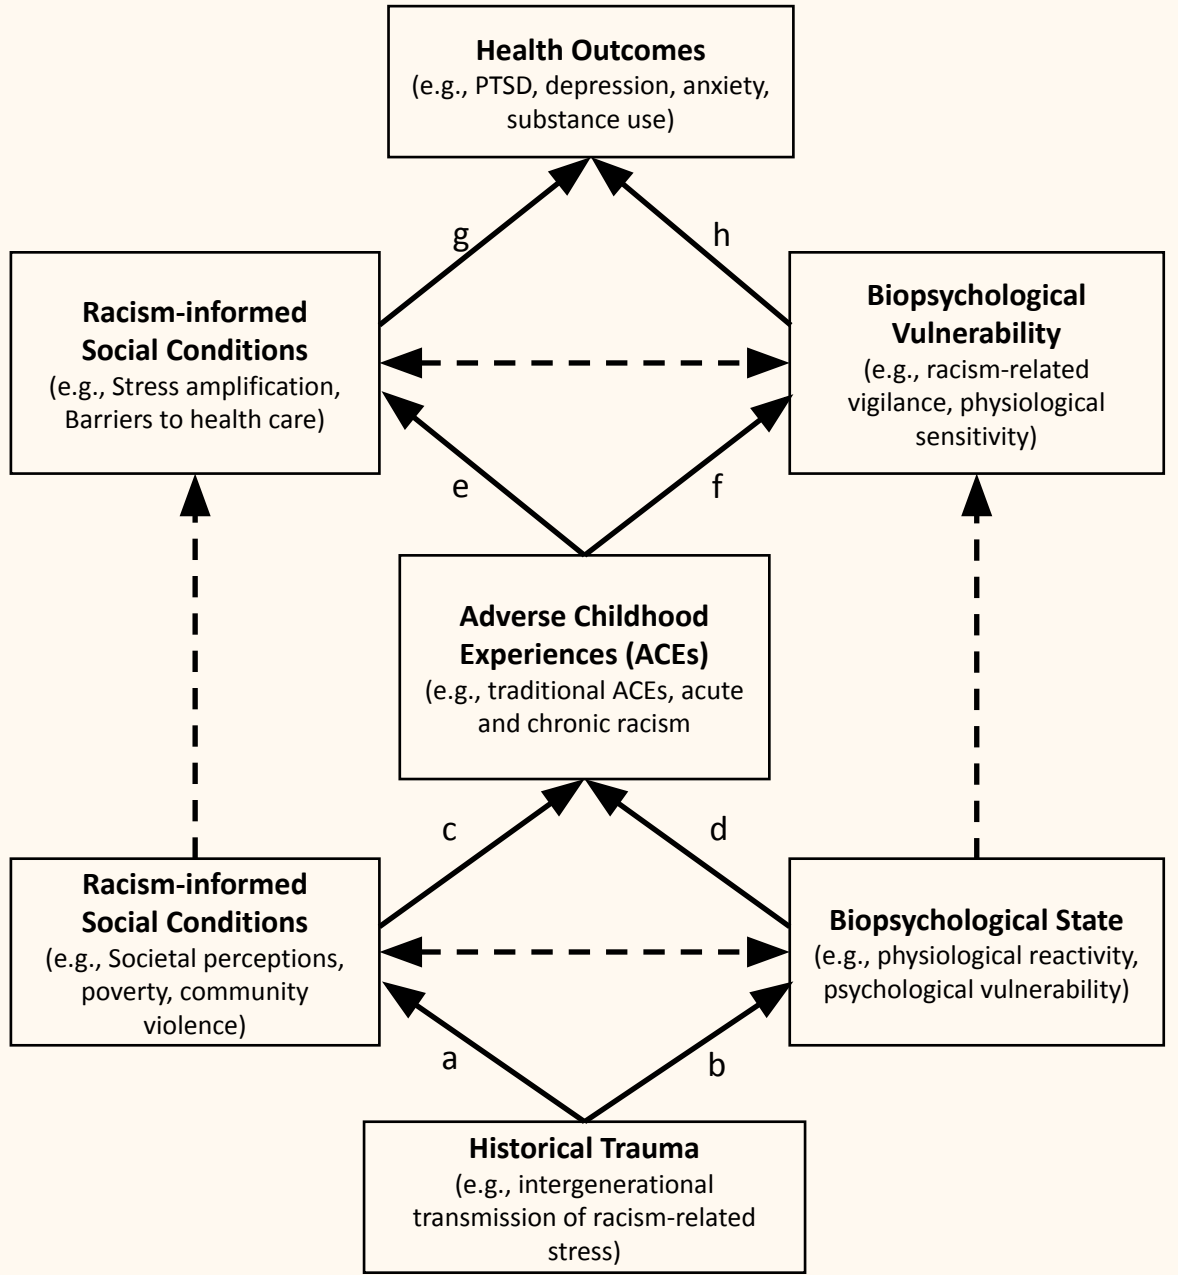 Health Outcomes
(e.g., PTSD, depression, anxiety,
substance use)
g
h
Racism-informed
Social Conditions
(e.g., Stress amplification,
Barriers to health care)
Biopsychological
Vulnerability
(e.g., racism-related
vigilance, physiological
sensitivity)
e
f
Adverse Childhood
Experiences (ACEs)
(e.g., traditional ACEs, acute
and chronic racism
c
d
Racism-informed
Social Conditions
(e.g., Societal perceptions,
poverty, community
violence)
Biopsychological State
(e.g., physiological reactivity,
psychological vulnerability)
a
b
Historical Trauma
(e.g., intergenerational
transmission of racism-related
stress)